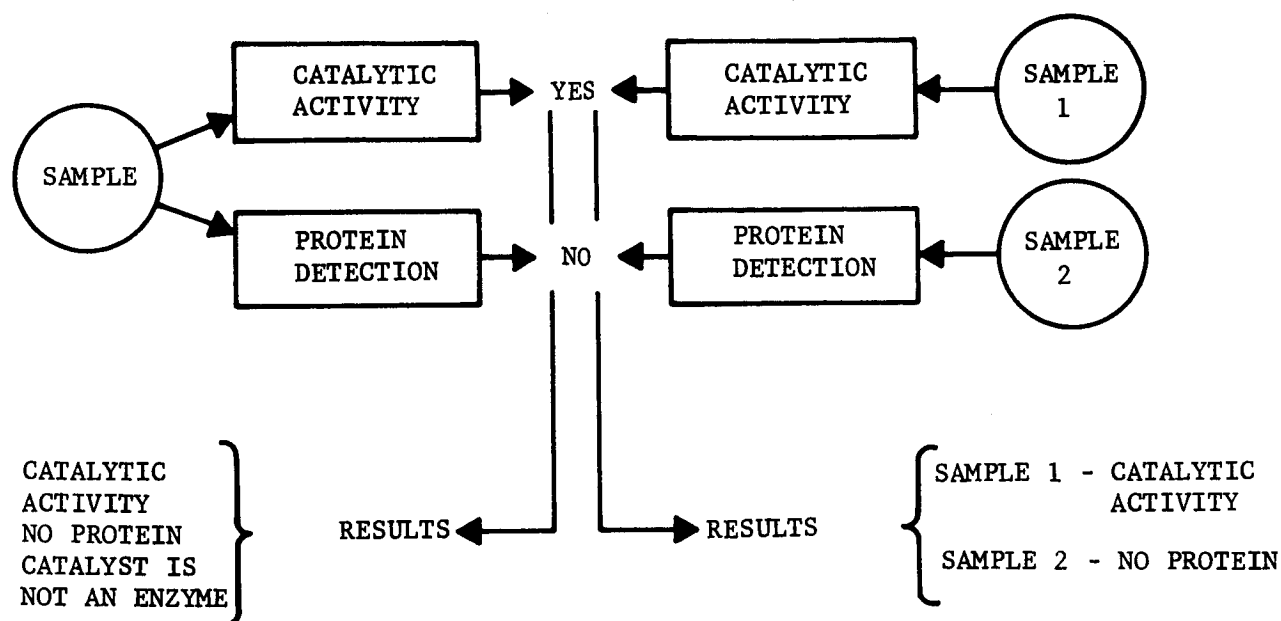 CATALYTIC
ACTIVITY
YES
CATALYTIC
ACTIVITY
SAMPLE
1
SAMPLE
PROTEIN
DETECTION
NO
PROTEIN
DETECTION
SAMPLE
2
CATALYTIC
ACTIVITY
NO PROTEIN
CATALYST IS
NOT AN ENZYME
RESULTS
RESULTS
SAMPLE 1 - CATALYTIC
ACTIVITY
SAMPLE 2 - NO PROTEIN